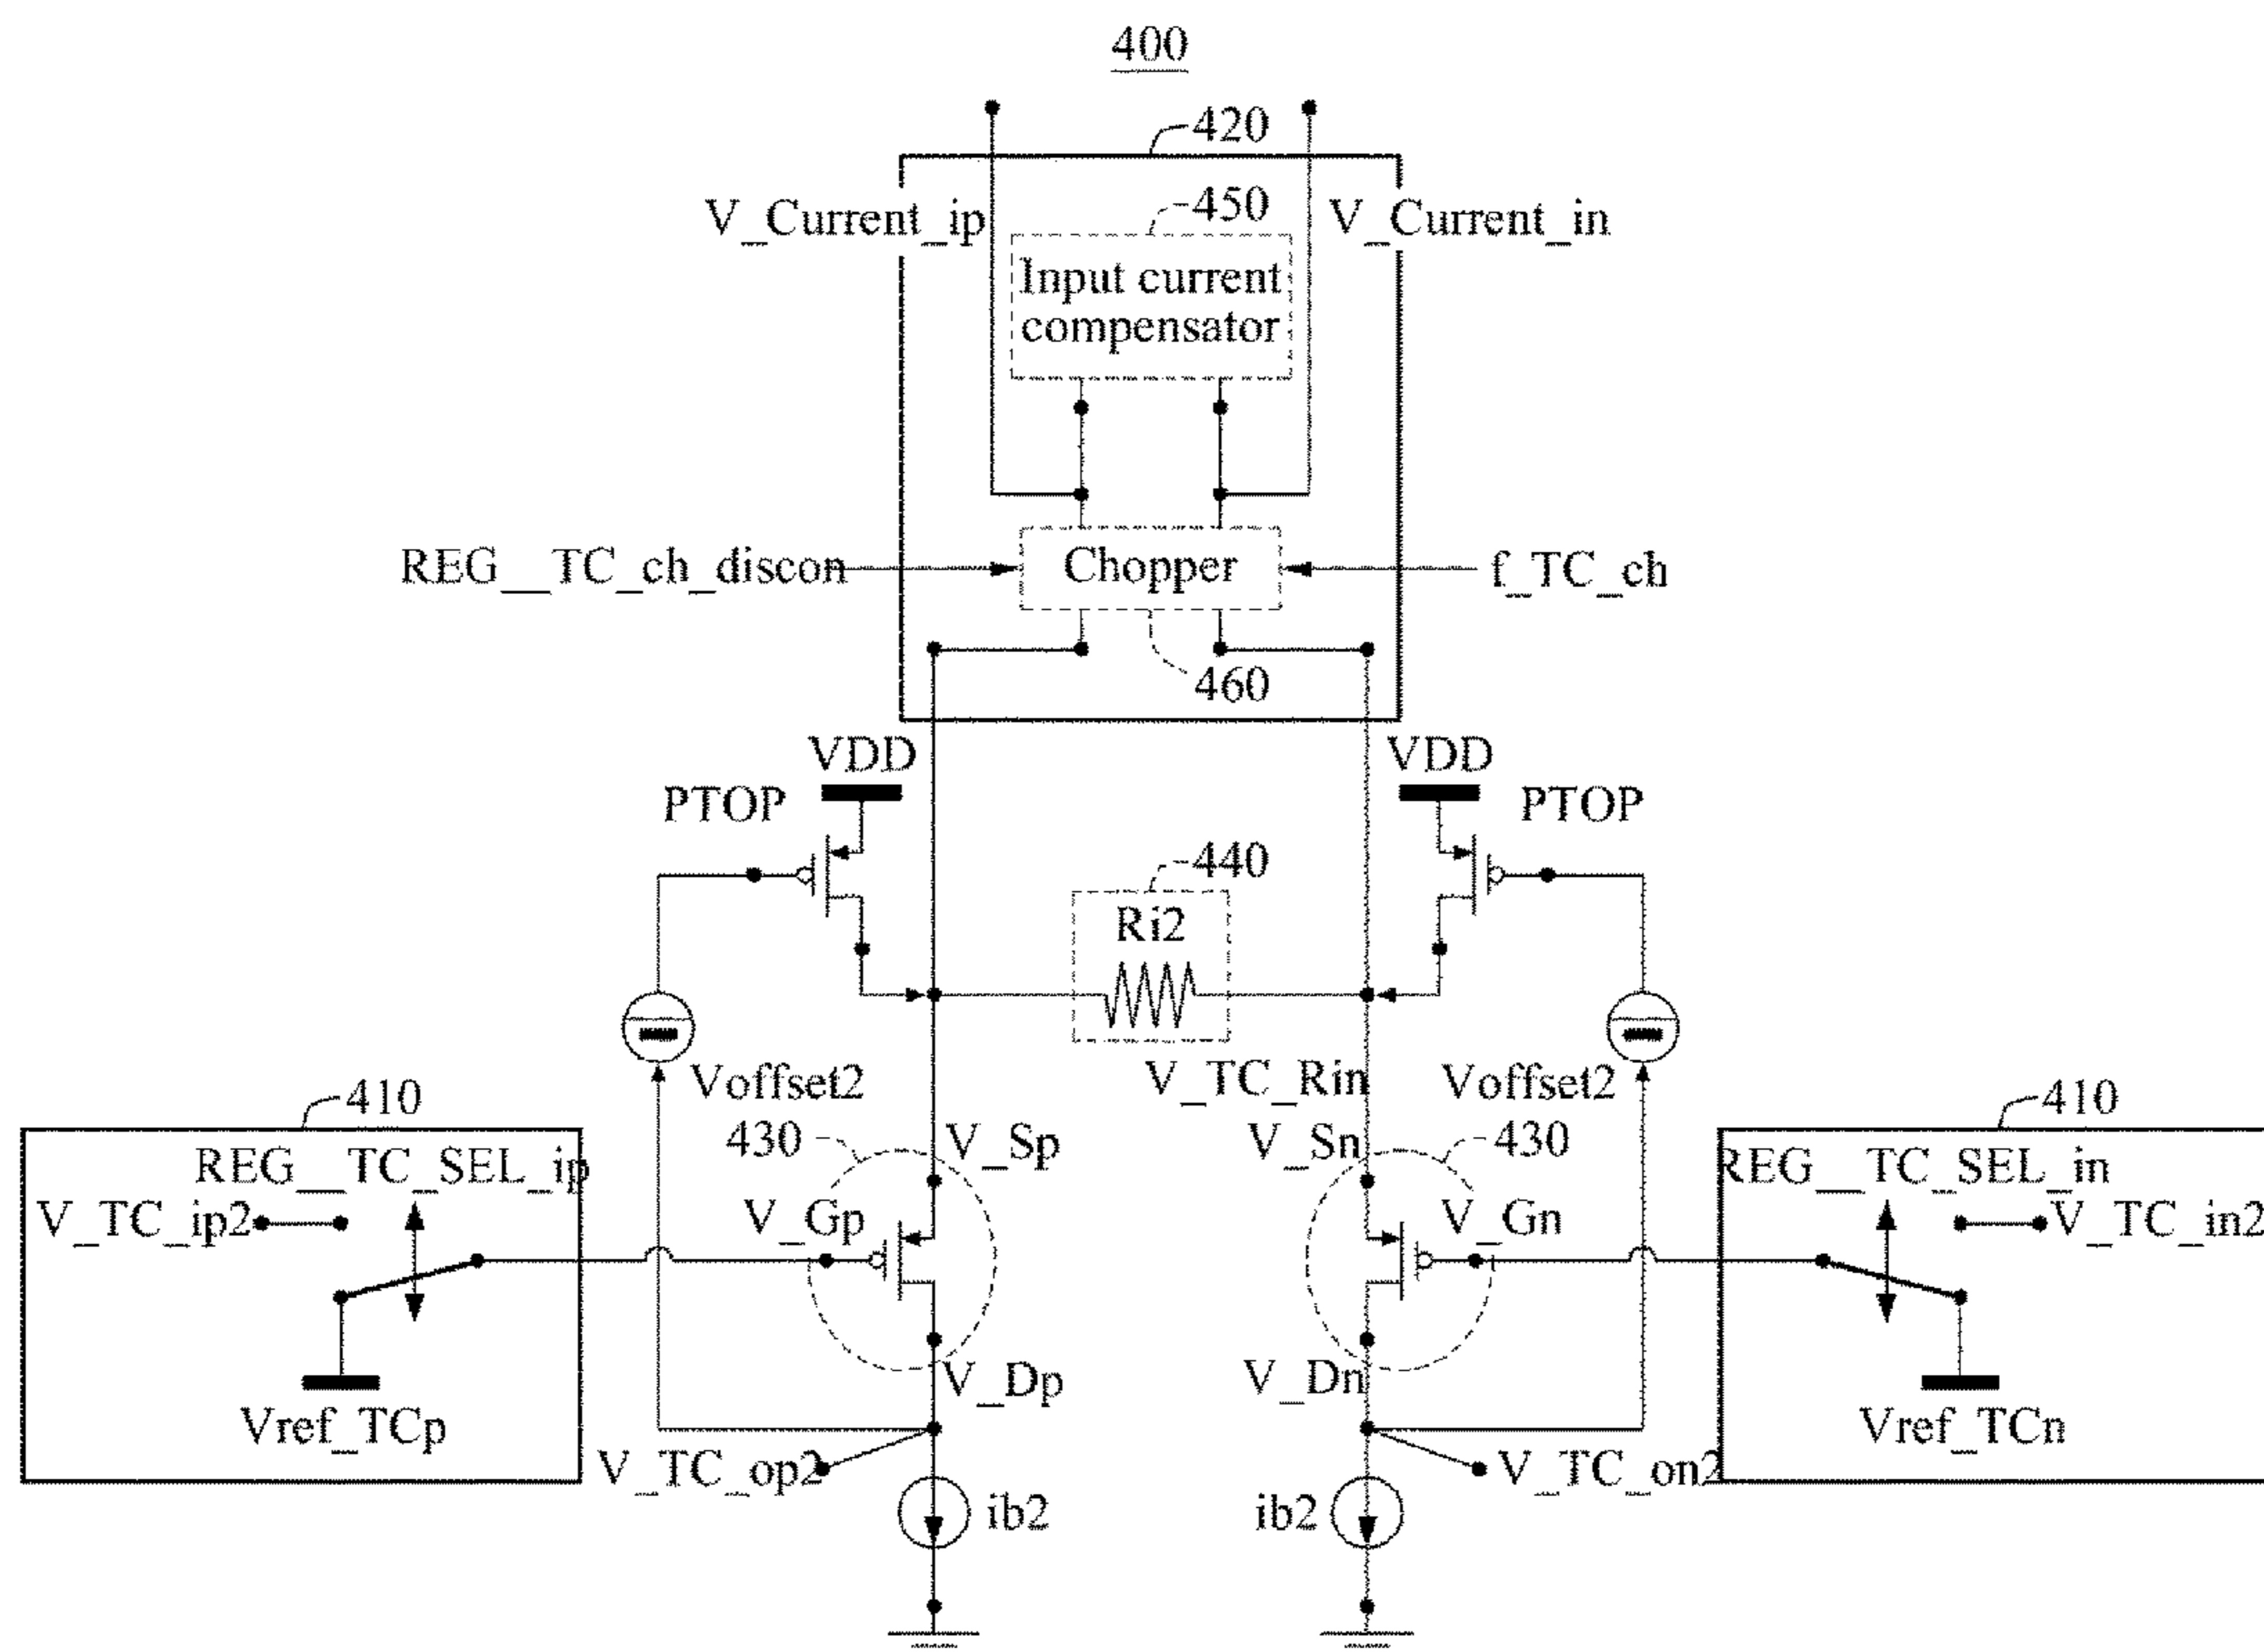 400
420
V_Current_ip
450
V_Current_in
Input current
compensator
REG__TC_ch_discon
Chopper
f_TC_ch
460
VDD
VDD
PTOP
PTOP
440
Ri2
Voffset2
V_TC_Rin
Voffset2
410
410
430
V_Sp
V_Sn
430
REG__TC_SEL_ip
REG__TC_SEL_in
V_TC_ip2
V_Gp
V_Gn
V_TC_in2
V_Dp
V_Dn
Vref_TCp
Vref_TCn
V_TC_op2
V_TC_on2
ib2
ib2